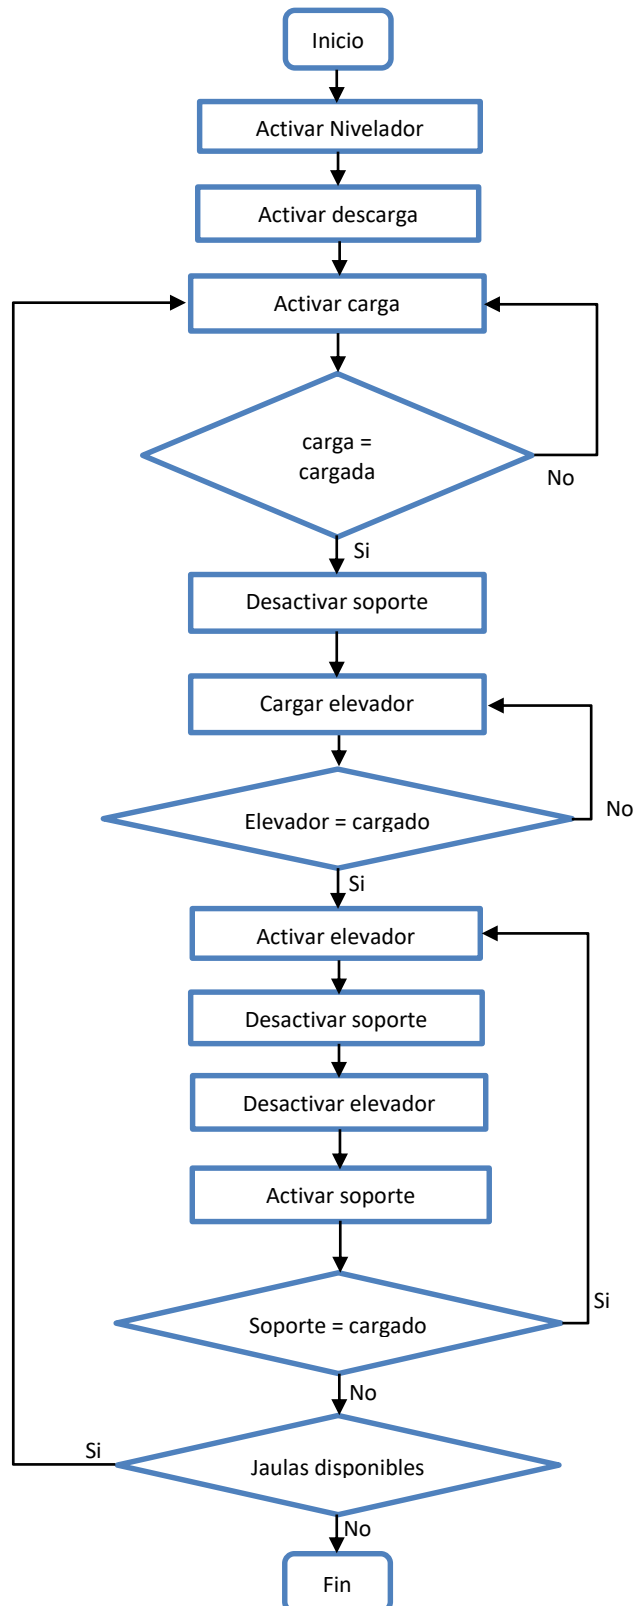 Inicio
Activar Nivelador
Activar descarga
Activar carga
carga =
cargada
No
Si
Desactivar soporte
Cargar elevador
Elevador = cargado
No
Si
Activar elevador
Desactivar soporte
Desactivar elevador
Activar soporte
Soporte = cargado
Si
No
Si
Jaulas disponibles
No
Fin